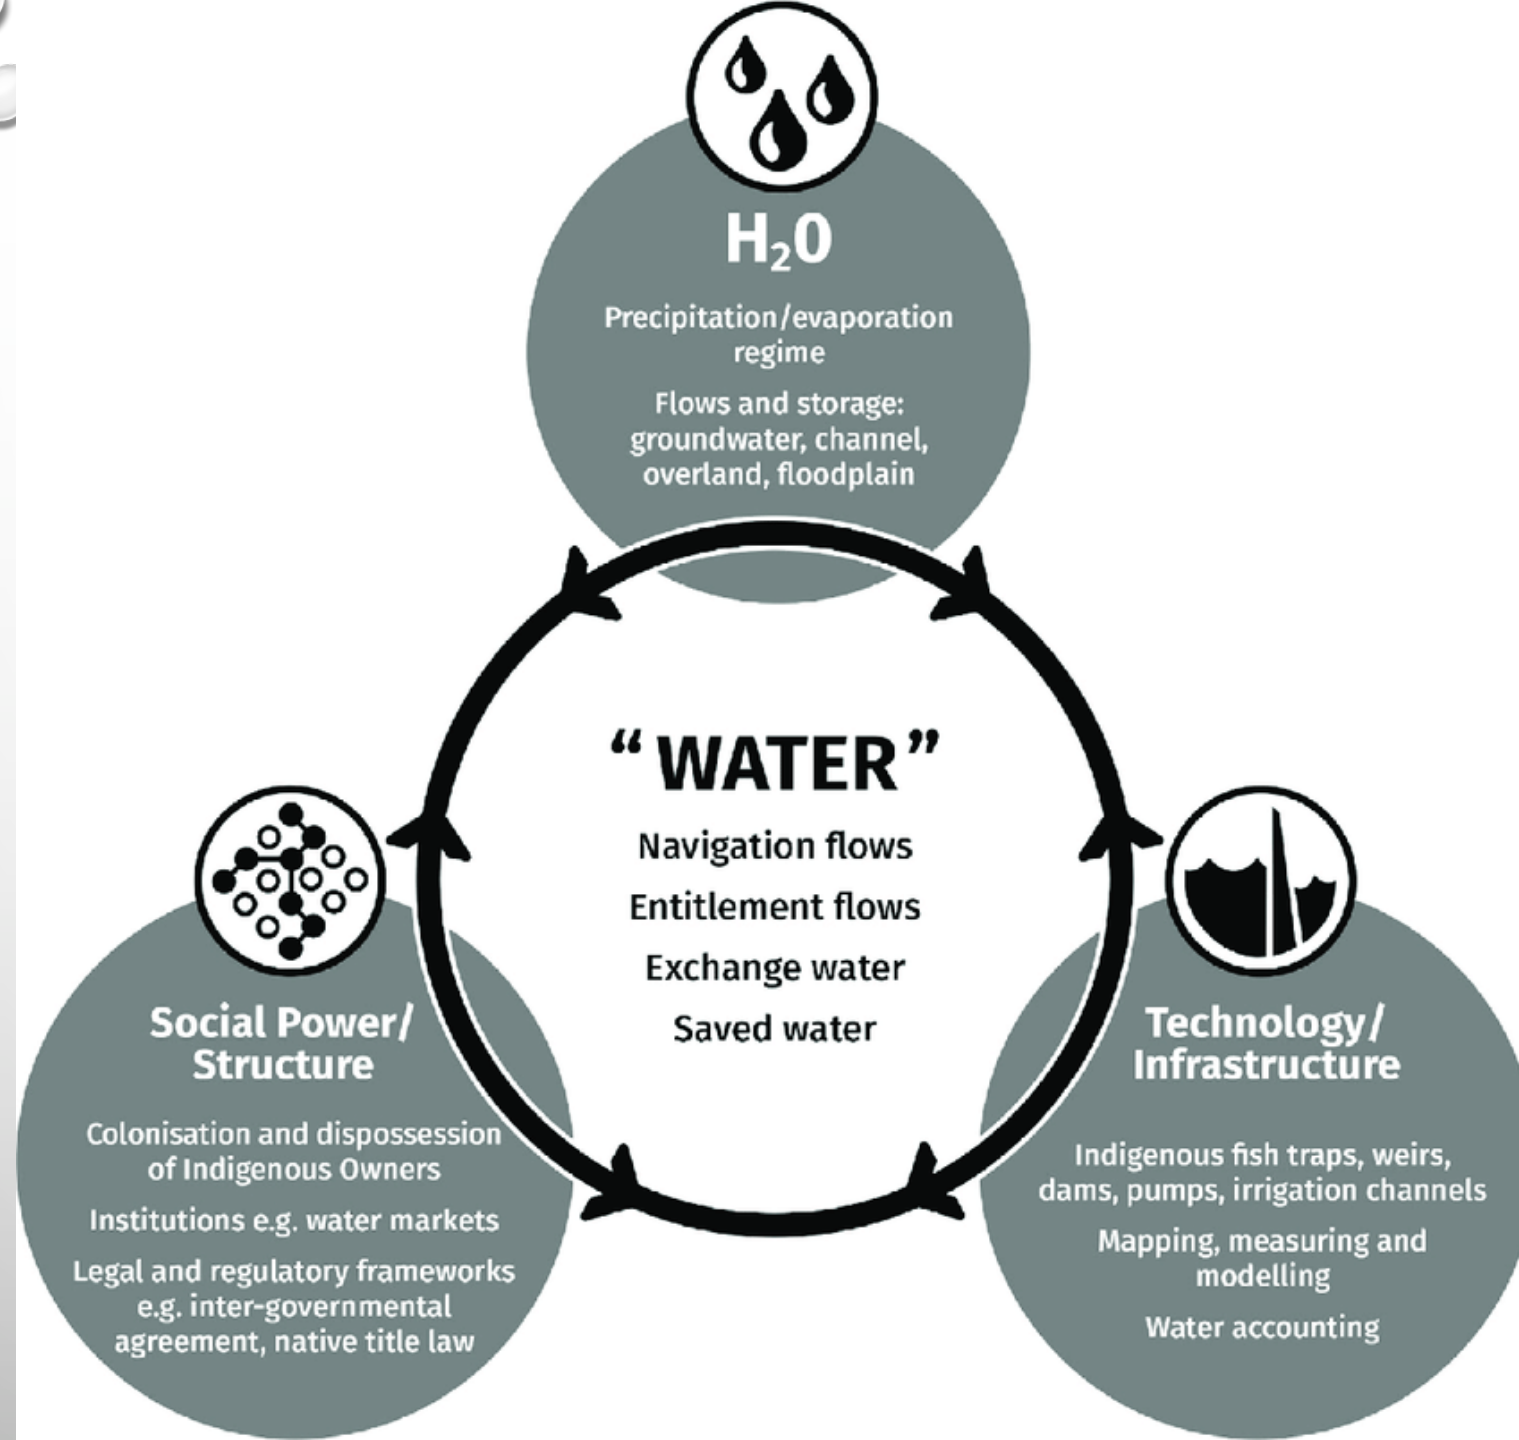 H₂0
Precipitation/evaporation
regime
Flows and storage:
groundwater, channel,
overland, floodplain
“WATER”
Navigation flows
Entitlement flows
Exchange water
Saved water
Social Power/
Structure
Colonisation and dispossession
of Indigenous Owners
Institutions e.g. water markets
Legal and regulatory frameworks
e.g. inter-governmental
agreement, native title law
Technology/
Infrastructure
Indigenous fish traps, weirs,
dams, pumps, irrigation channels
Mapping, measuring and
modelling
Water accounting